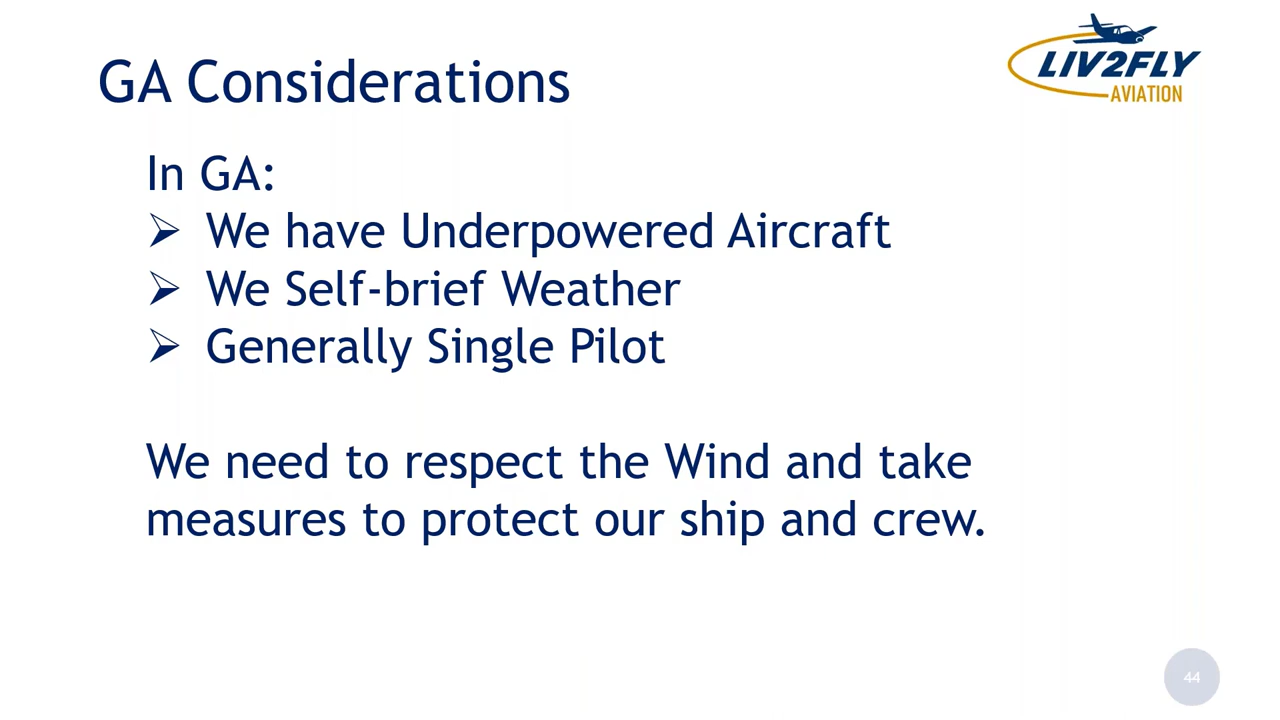 GA Considerations
LIV2FLY
AVIATION
In GA:
➢ We have Underpowered Aircraft
➢ We Self-brief Weather
➢ Generally Single Pilot
We need to respect the Wind and take
measures to protect our ship and crew.
44